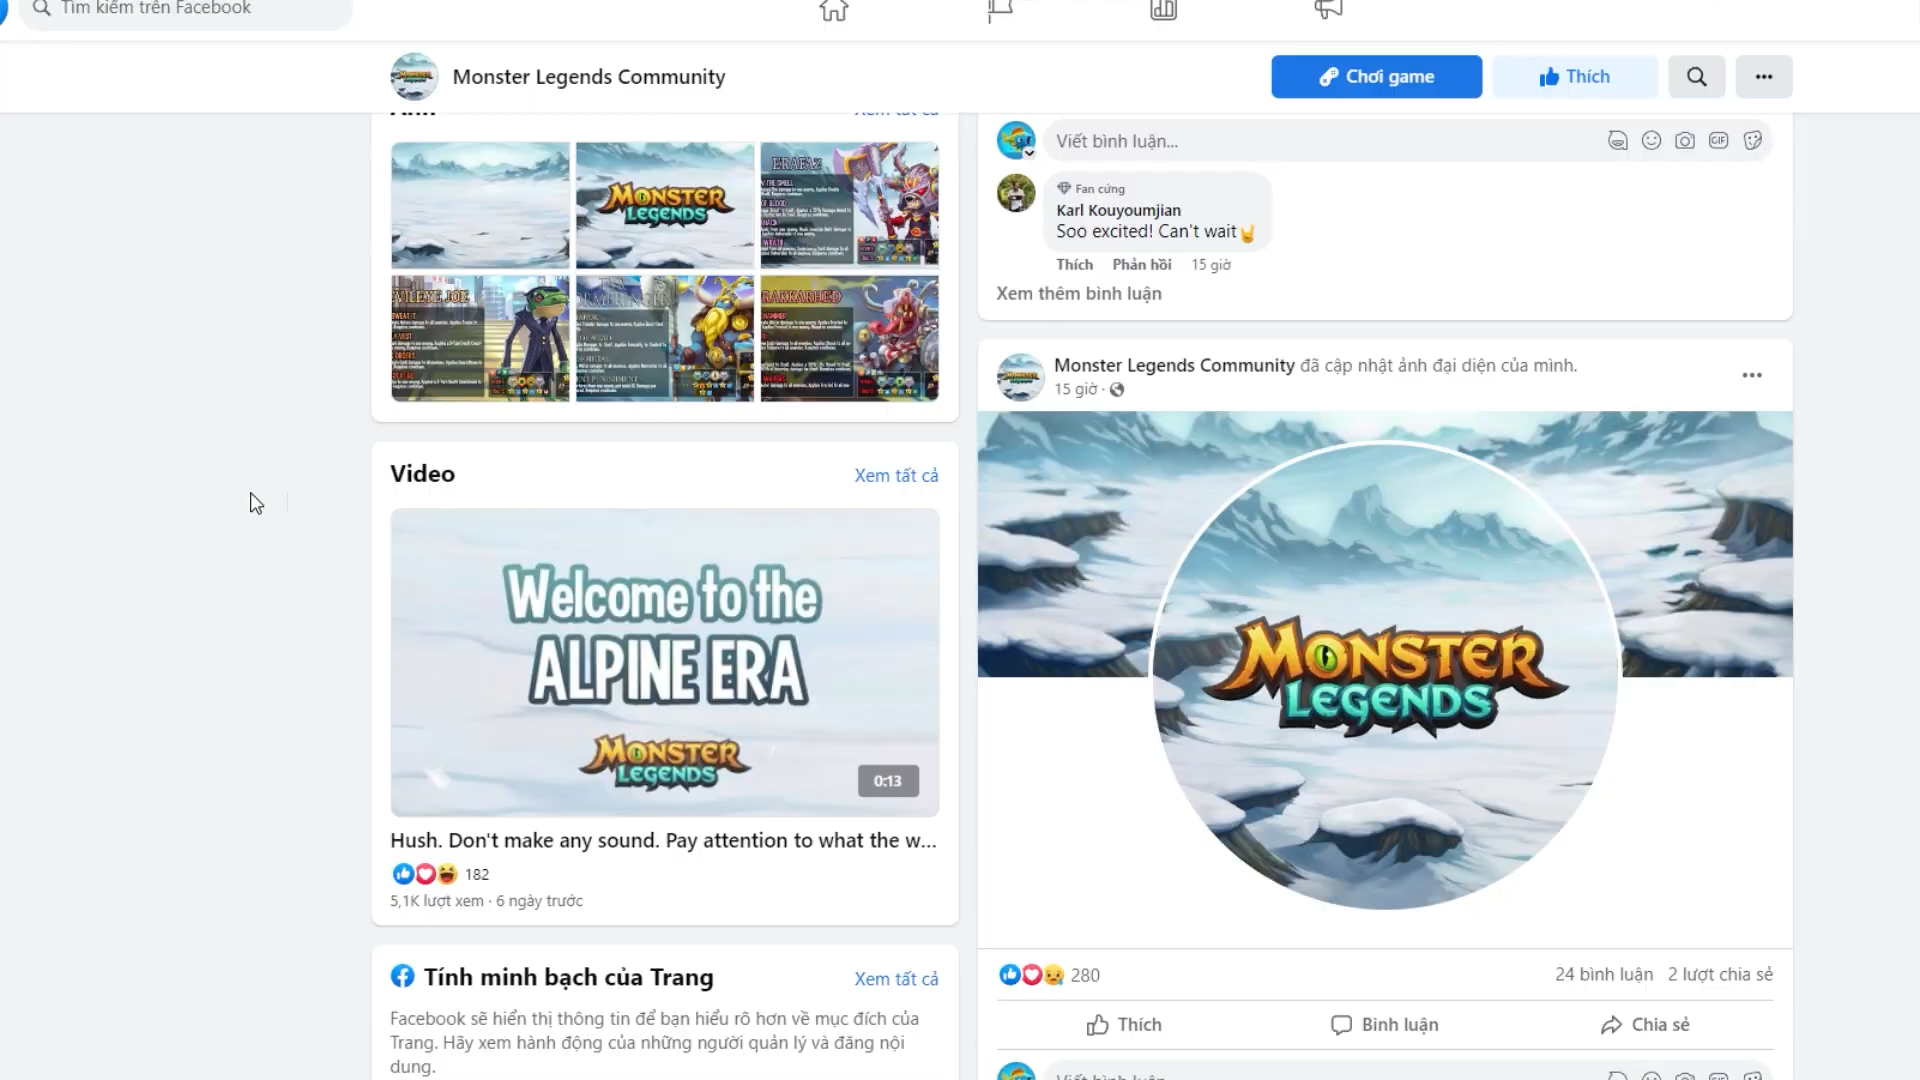 Tìm kiếm trên Facebook
Monster Legends Community
Chơi game
Thích
Xem tất cả
MONSTER
LEGENDS
ERAFAZ
EVILEYE JOE
RAKKARHED
Video
Xem tất cả
Welcome to the
ALPINE ERA
MONSTER
LEGENDS
0:13
Hush. Don't make any sound. Pay attention to what the w...
182
5,1K lượt xem · 6 ngày trước
Tính minh bạch của Trang
Xem tất cả
Facebook sẽ hiển thị thông tin để bạn hiểu rõ hơn về mục đích của
Trang. Hãy xem hành động của những người quản lý và đăng nội
dung.
Viết bình luận...
GIF
Fan cứng
Karl Kouyoumjian
Soo excited! Can't wait🤘
Thích Phản hồi 15 giờ
Xem thêm bình luận
Monster Legends Community đã cập nhật ảnh đại diện của mình.
15 giờ ·
MONSTER
LEGENDS
280
24 bình luận 2 lượt chia sẻ
Thích
Bình luận
Chia sẻ
Viết bình luận...